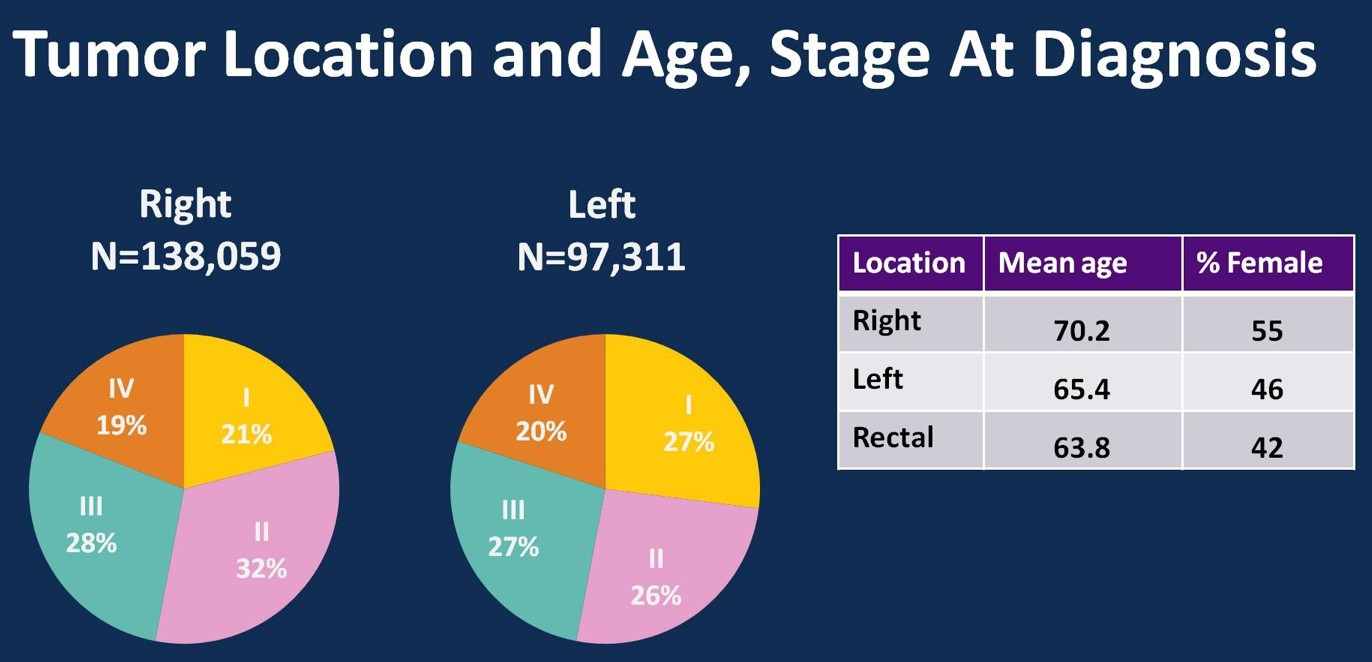 Tumor Location and Age, Stage At Diagnosis
Right
N=138,059
IV
19%
I
21%
III
28%
II
32%
Left
N=97,311
IV
20%
I
27%
III
27%
II
26%
Location Mean age % Female
Right 70.2 55
Left 65.4 46
Rectal 63.8 42